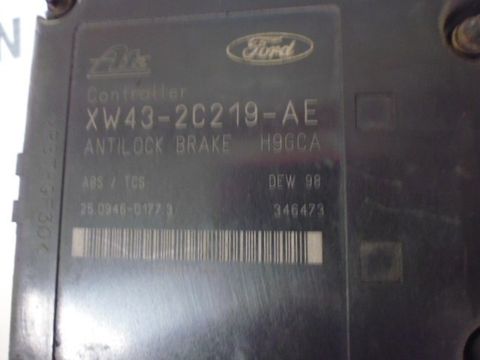 Ate Ford
Controller
XW43-2C219-AE
ANTILOCK BRAKE H9GCA
ABS / TCS DEW 98
25.0946-0177.3 346473
N